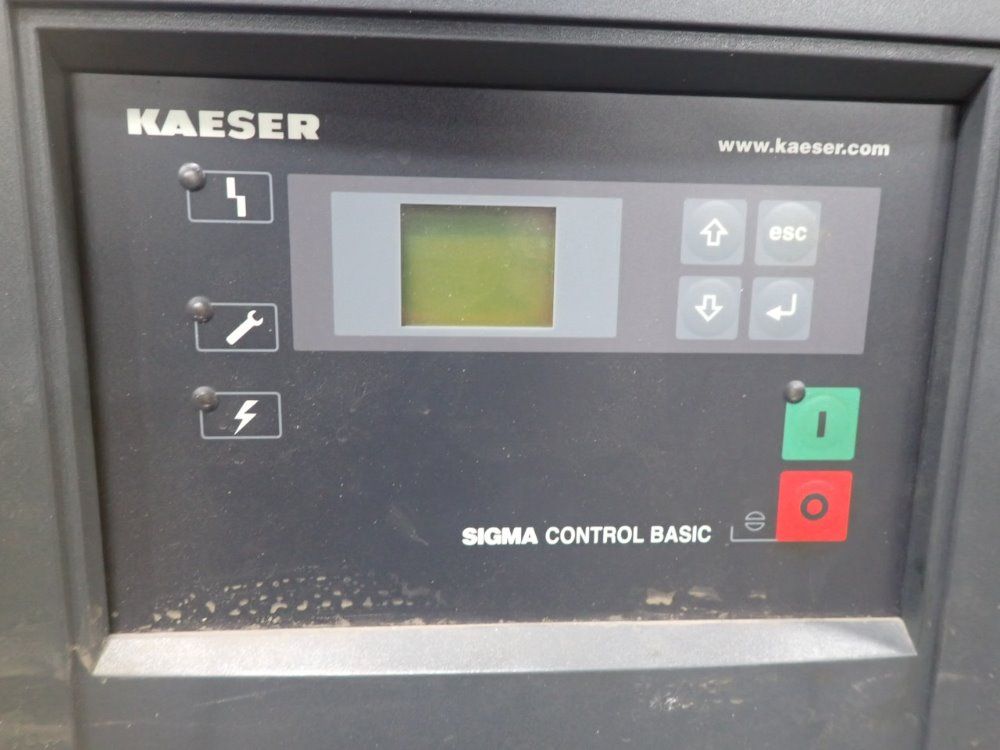 KAESER
www.kaeser.com
esc
I
O
SIGMA CONTROL BASIC